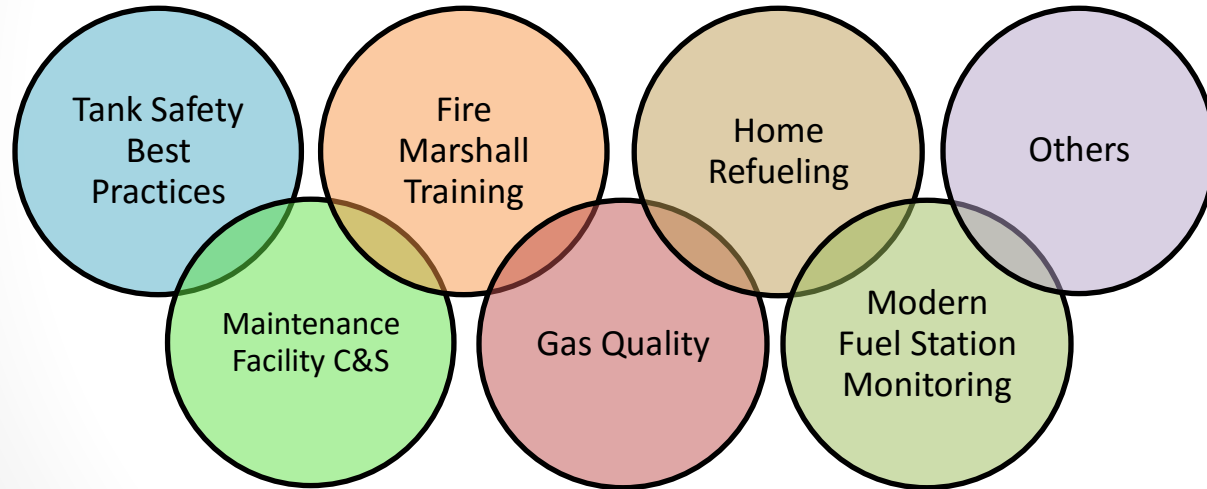 Tank Safety
Best
Practices
Fire
Marshall
Training
Home
Refueling
Others
Maintenance
Facility C&S
Gas Quality
Modern
Fuel Station
Monitoring